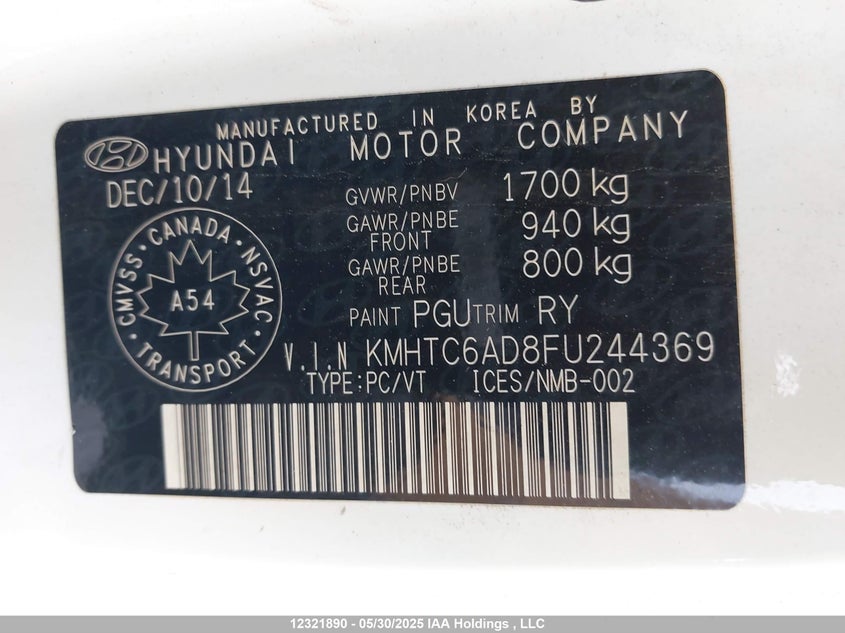 MANUFACTURED IN KOREA BY
HYUNDAI MOTOR COMPANY
DEC/10/14
GVWR/PNBV 1700 kg
GAWR/PNBE FRONT 940 kg
GAWR/PNBE REAR 800 kg
CMVSS • CANADA • NSVAC • TRANSPORT •
A54
PAINT PGU TRIM RY
V.I.N KMHTC6AD8FU244369
TYPE:PC/VT ICES/NMB-002
12321890 - 05/30/2025 IAA Holdings , LLC